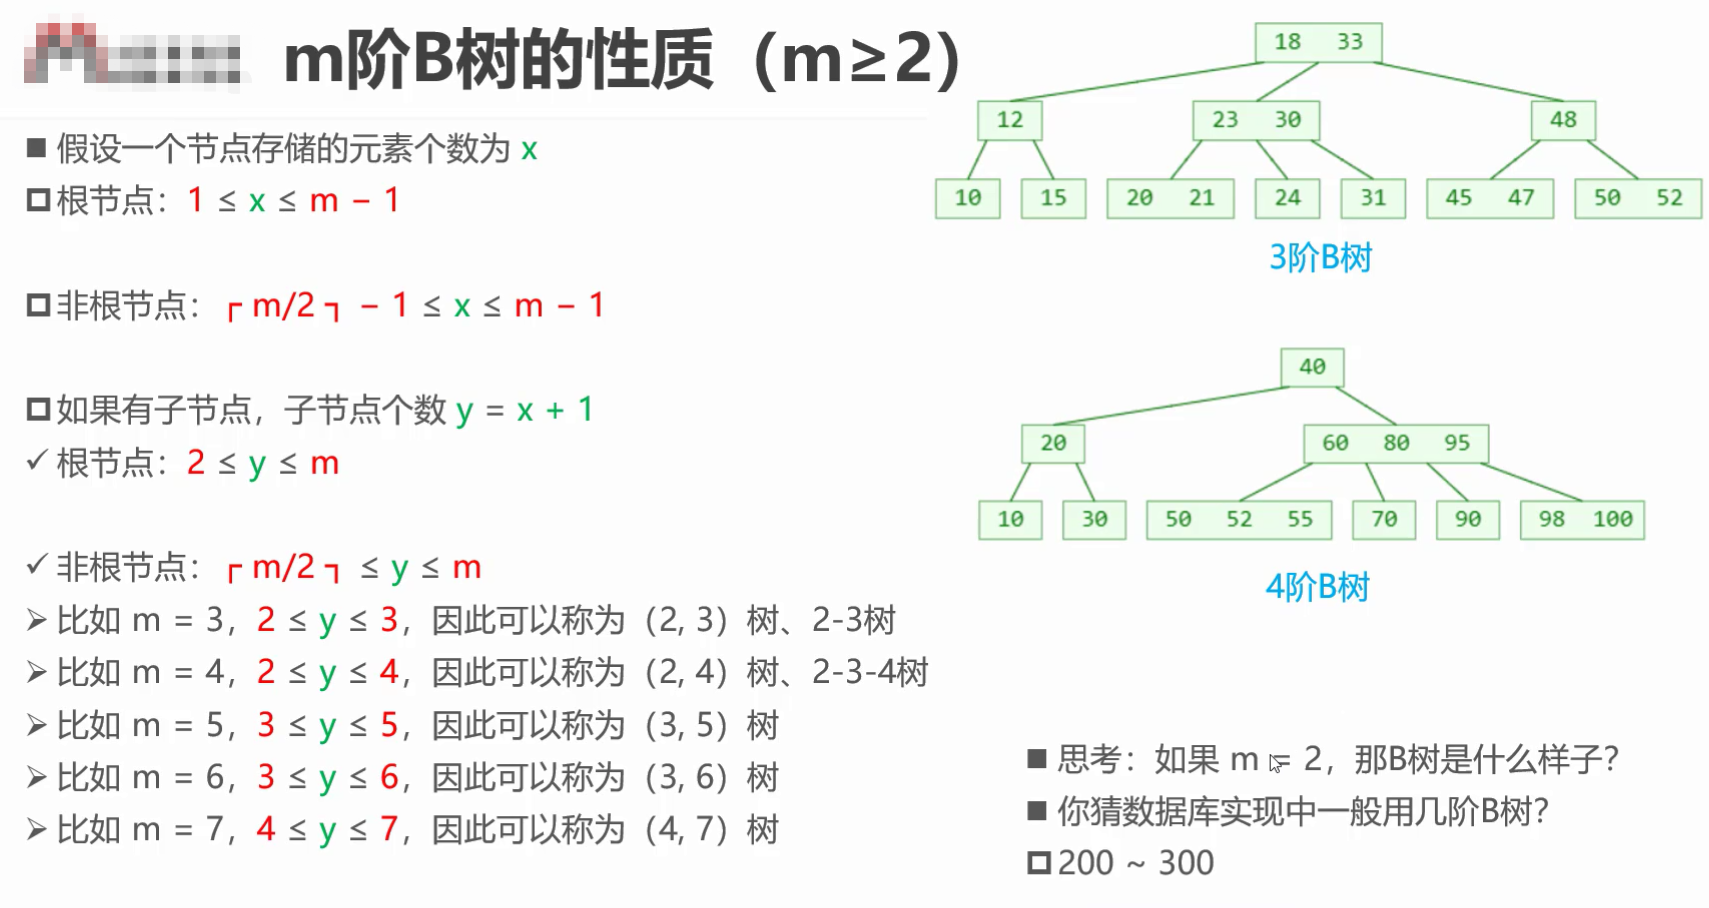 m阶B树的性质（m≥2）
■ 假设一个节点存储的元素个数为 x
根节点：1 ≤ x ≤ m − 1
非根节点：┌ m/2 ┐ − 1 ≤ x ≤ m − 1
如果有子节点，子节点个数 y = x + 1
✓ 根节点：2 ≤ y ≤ m
✓ 非根节点：┌ m/2 ┐ ≤ y ≤ m
➢ 比如 m = 3，2 ≤ y ≤ 3，因此可以称为（2, 3）树、2-3树
➢ 比如 m = 4，2 ≤ y ≤ 4，因此可以称为（2, 4）树、2-3-4树
➢ 比如 m = 5，3 ≤ y ≤ 5，因此可以称为（3, 5）树
➢ 比如 m = 6，3 ≤ y ≤ 6，因此可以称为（3, 6）树
➢ 比如 m = 7，4 ≤ y ≤ 7，因此可以称为（4, 7）树
18 33
12 23 30 48
10 15 20 21 24 31 45 47 50 52
3阶B树
40
20 60 80 95
10 30 50 52 55 70 90 98 100
4阶B树
■ 思考：如果 m = 2，那B树是什么样子？
■ 你猜数据库实现中一般用几阶B树？
200 ~ 300